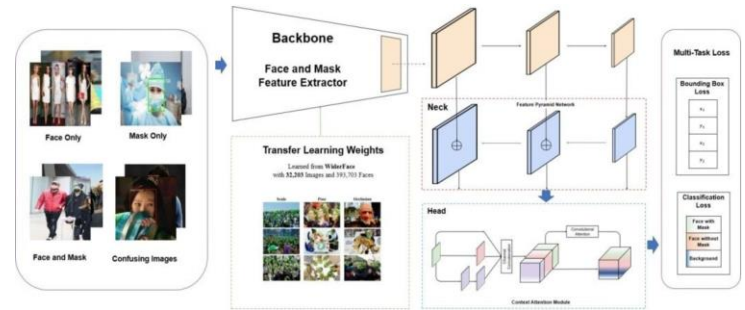 Face Only
Mask Only
Face and Mask
Confusing Images
Backbone
Face and Mask
Feature Extractor
Transfer Learning Weights
Learned from WiderFace
with 32,203 Images and 393,703 Faces
Scale
Pose
Occlusion
Neck
Feature Pyramid Network
Head
Convolutional
Attention
Context Attention Module
Multi-Task Loss
Bounding Box
Loss
Classification
Loss
Face with
Mask
Face without
Mask
Background